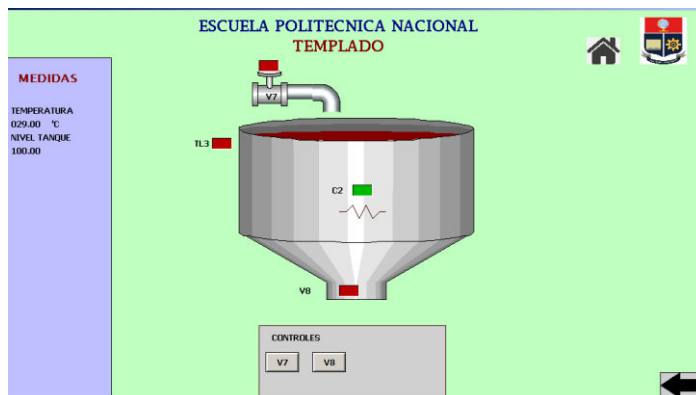 ESCUELA POLITECNICA NACIONAL
TEMPLADO
MEDIDAS
TEMPERATURA
029.00 ºC
NIVEL TANQUE
100.00
V7
TL3
C2
V8
CONTROLES
V7 V8